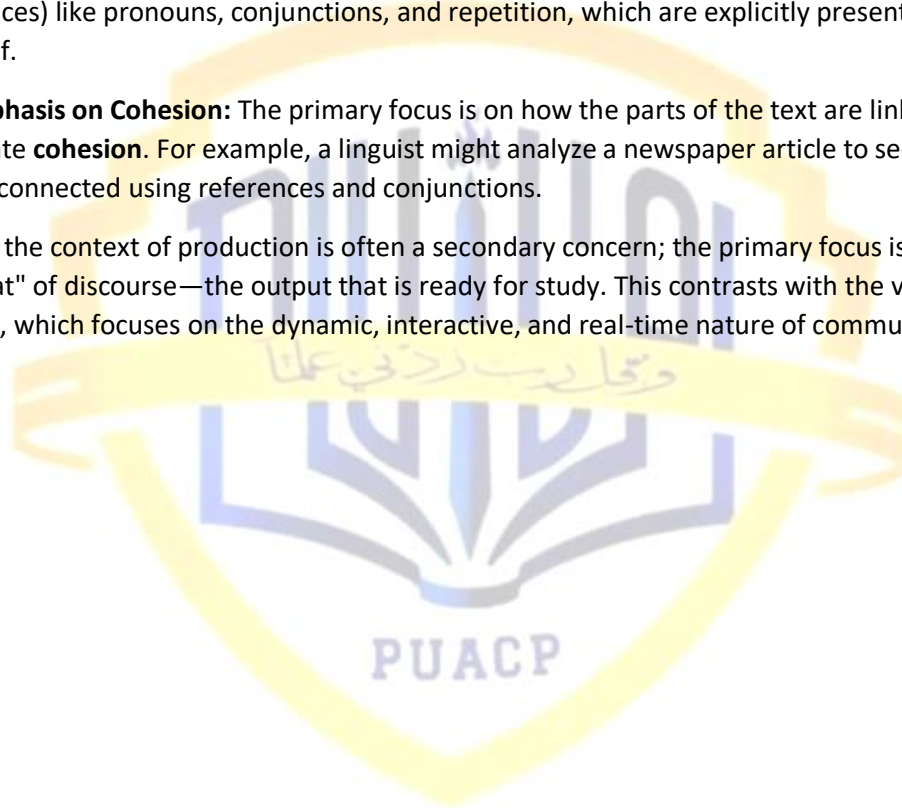 ces) like pronouns, conjunctions, and repetition, which are explicitly present
f.
phasis on Cohesion: The primary focus is on how the parts of the text are lin
ate cohesion. For example, a linguist might analyze a newspaper article to se
connected using references and conjunctions.
the context of production is often a secondary concern; the primary focus is
at" of discourse—the output that is ready for study. This contrasts with the v
, which focuses on the dynamic, interactive, and real-time nature of commu
PUACP